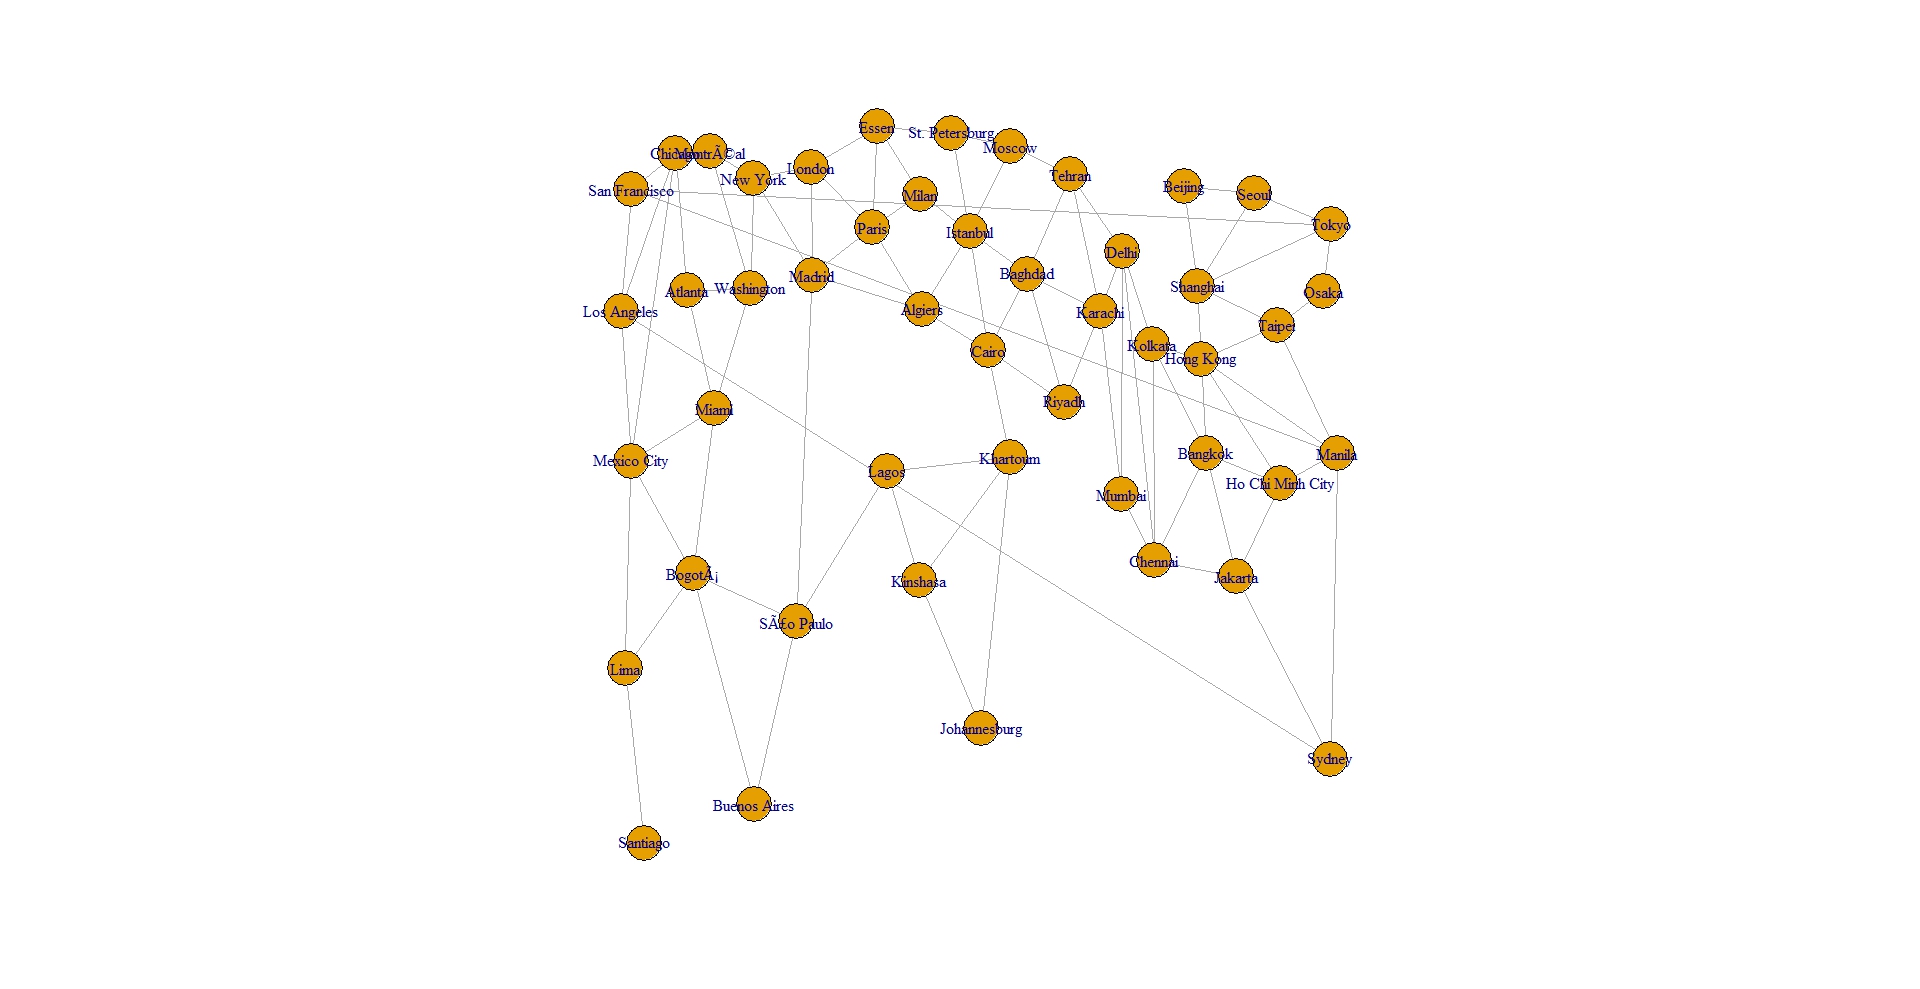 Essen
St. Petersburg
Moscow
Chicago
MontrÃ©al
London
New York
Tehran
San Francisco
Milan
Beijing
Seoul
Paris
Istanbul
Tokyo
Delhi
Madrid
Baghdad
Shanghai
Osaka
Atlanta
Washington
Los Angeles
Algiers
Karachi
Taipei
Cairo
Kolkata
Hong Kong
Riyadh
Miami
Mexico City
Lagos
Khartoum
Bangkok
Manila
Mumbai
Ho Chi Minh City
BogotÃ¡
Kinshasa
Chennai
Jakarta
SÃ£o Paulo
Lima
Johannesburg
Sydney
Buenos Aires
Santiago